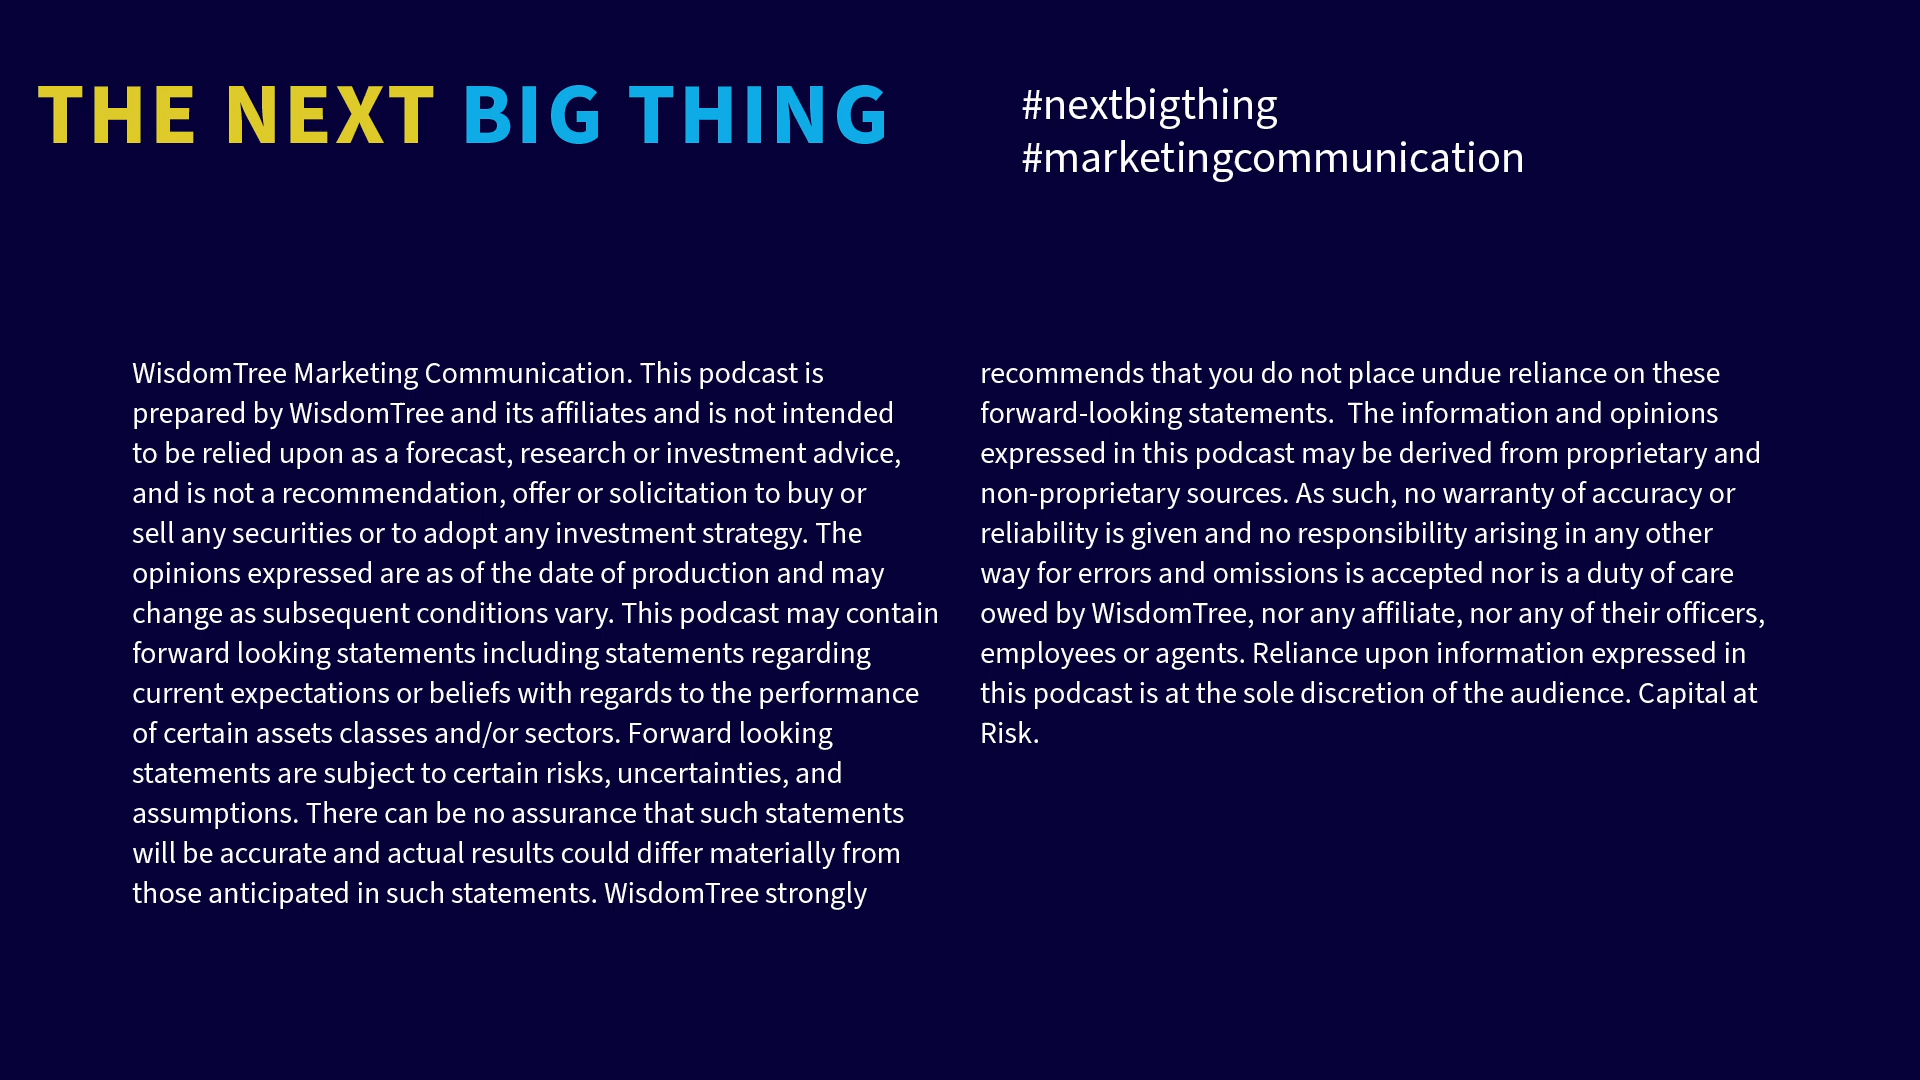 THE NEXT BIG THING
#nextbigthing
#marketingcommunication
WisdomTree Marketing Communication. This podcast is
prepared by WisdomTree and its affiliates and is not intended
to be relied upon as a forecast, research or investment advice,
and is not a recommendation, offer or solicitation to buy or
sell any securities or to adopt any investment strategy. The
opinions expressed are as of the date of production and may
change as subsequent conditions vary. This podcast may contain
forward looking statements including statements regarding
current expectations or beliefs with regards to the performance
of certain assets classes and/or sectors. Forward looking
statements are subject to certain risks, uncertainties, and
assumptions. There can be no assurance that such statements
will be accurate and actual results could differ materially from
those anticipated in such statements. WisdomTree strongly
recommends that you do not place undue reliance on these
forward-looking statements.  The information and opinions
expressed in this podcast may be derived from proprietary and
non-proprietary sources. As such, no warranty of accuracy or
reliability is given and no responsibility arising in any other
way for errors and omissions is accepted nor is a duty of care
owed by WisdomTree, nor any affiliate, nor any of their officers,
employees or agents. Reliance upon information expressed in
this podcast is at the sole discretion of the audience. Capital at
Risk.